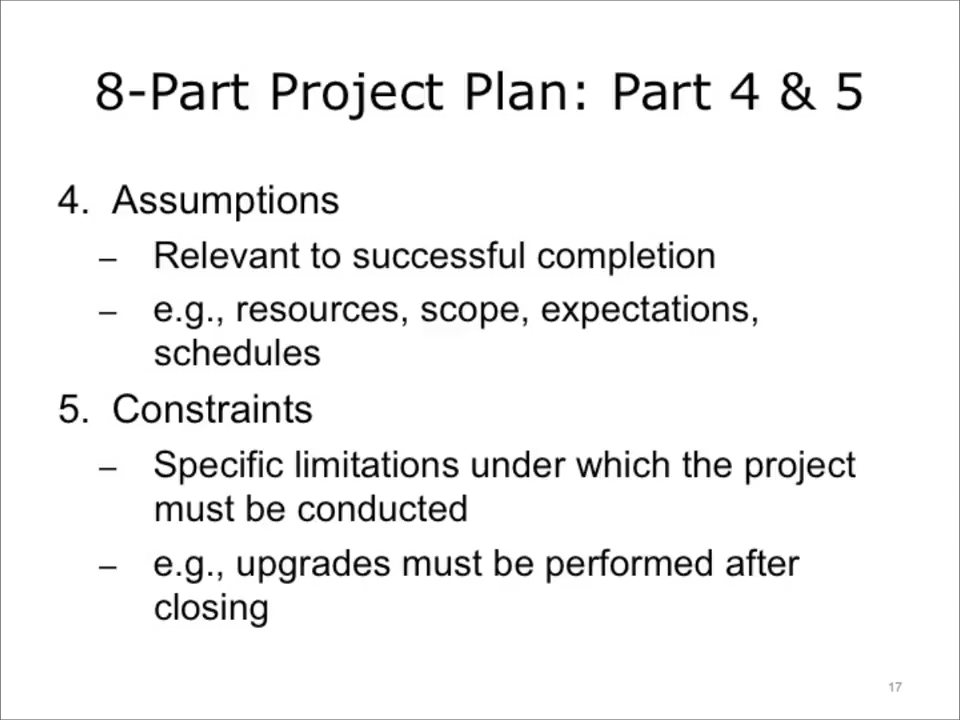 8-Part Project Plan: Part 4 & 5
4. Assumptions
– Relevant to successful completion
– e.g., resources, scope, expectations,
schedules
5. Constraints
– Specific limitations under which the project
must be conducted
– e.g., upgrades must be performed after
closing
17